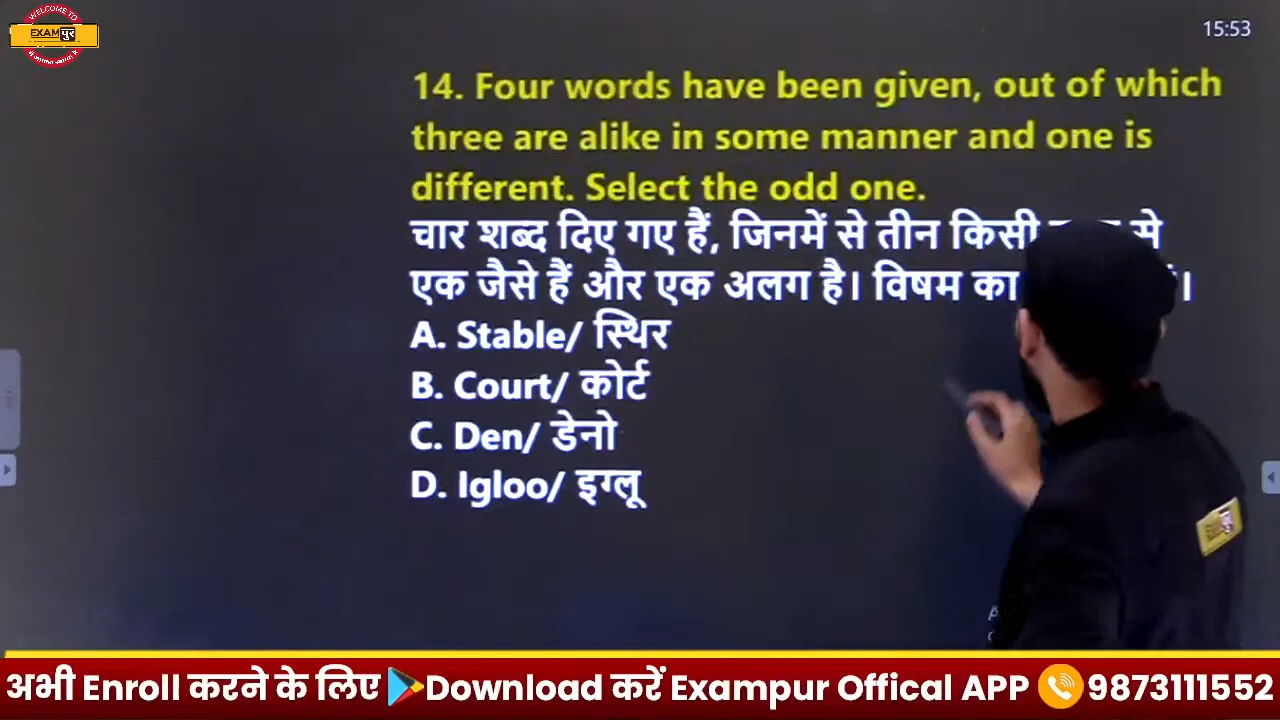 WELCOME TO
EXAMपुर
15:53
14. Four words have been given, out of which
three are alike in some manner and one is
different. Select the odd one.
चार शब्द दिए गए हैं, जिनमें से तीन किसी से
एक जैसे हैं और एक अलग है। विषम का ।
A. Stable/ स्थिर
B. Court/ कोर्ट
C. Den/ डेनो
D. Igloo/ इग्लू
अभी Enroll करने के लिए Download करें Exampur Offical APP 9873111552